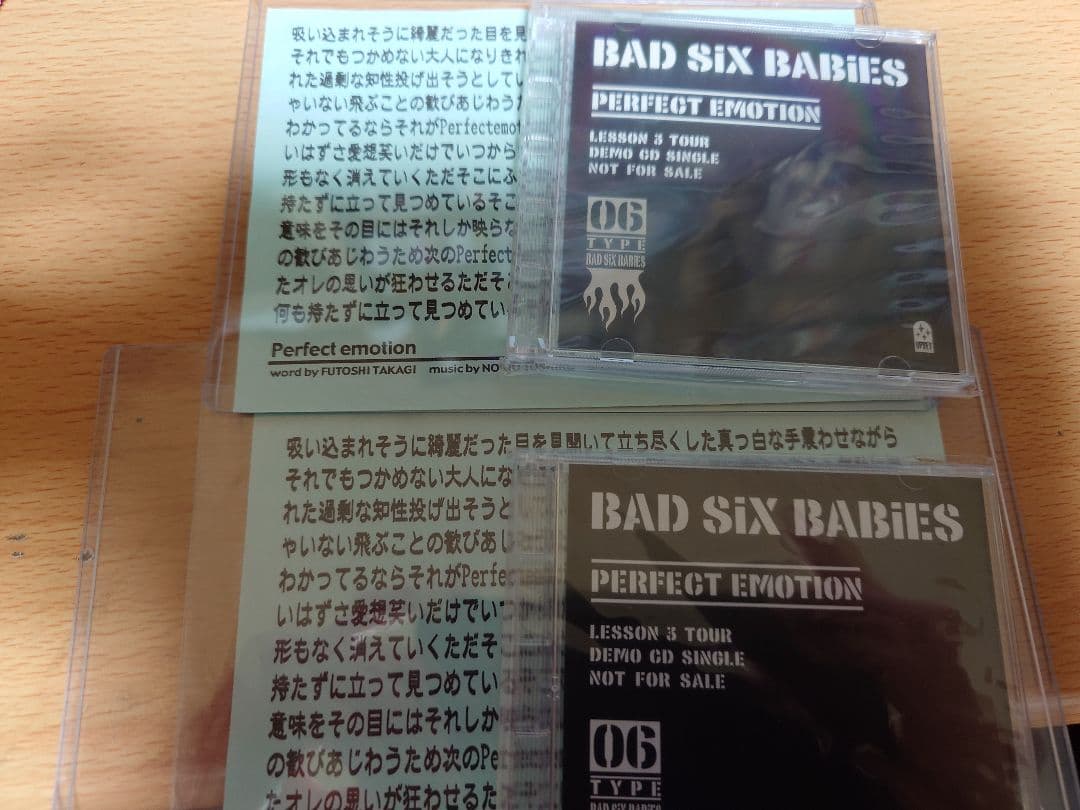 吸い込まれそうに綺麗だった目を見
それでもつかめない大人になりきれ
れた過剰な知性投げ出そうとしてい
ゃいない飛ぶことの歓びあじわうた
わかってるならそれがPerfectemot
いはずさ愛想笑いだけでいつから
形もなく消えていくただそこにふ
持たずに立って見つめているそこ
意味をその目にはそれしか映らな
の歓びあじわうため次のPerfect
たオレの思いが狂わせるただそ
何も持たずに立って見つめてい
Perfect emotion
word by FUTOSHI TAKAGI music by NO
BAD SiX BABiES
PERFECT EMOTION
LESSON 3 TOUR
DEMO CD SINGLE
NOT FOR SALE
06
TYPE
BAD SiX BABiES
UPSET
吸い込まれそうに綺麗だった目を見開いて立ち尽くした真っ白な手震わせながら
それでもつかめない大人にな
れた過剰な知性投げ出そうと
ゃいない飛ぶことの歓びあじ
わかってるならそれがPerfec
いはずさ愛想笑いだけでいつ
形もなく消えていくただそ
持たずに立って見つめてい
意味をその目にはそれしか
の歓びあじわうため次のPe
たオレの思いが狂わせる
BAD SiX BABiES
PERFECT EMOTION
LESSON 3 TOUR
DEMO CD SINGLE
NOT FOR SALE
06
TYPE
BAD SiX BABiES